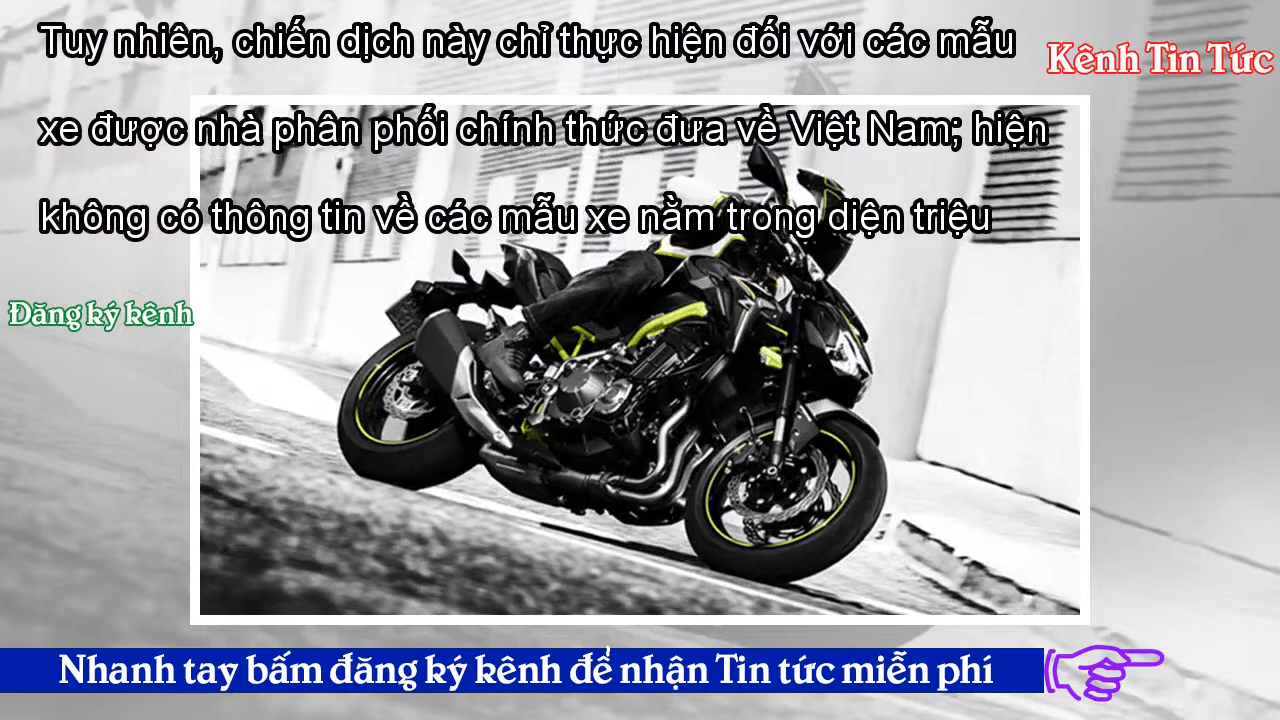 Tuy nhiên, chiến dịch này chỉ thực hiện đối với các mẫu
Kênh Tin Tức
xe được nhà phân phối chính thức đưa về Việt Nam; hiện
không có thông tin về các mẫu xe nằm trong diện triệu
Đăng ký kênh
Nhanh tay bấm đăng ký kênh để nhận Tin tức miễn phí